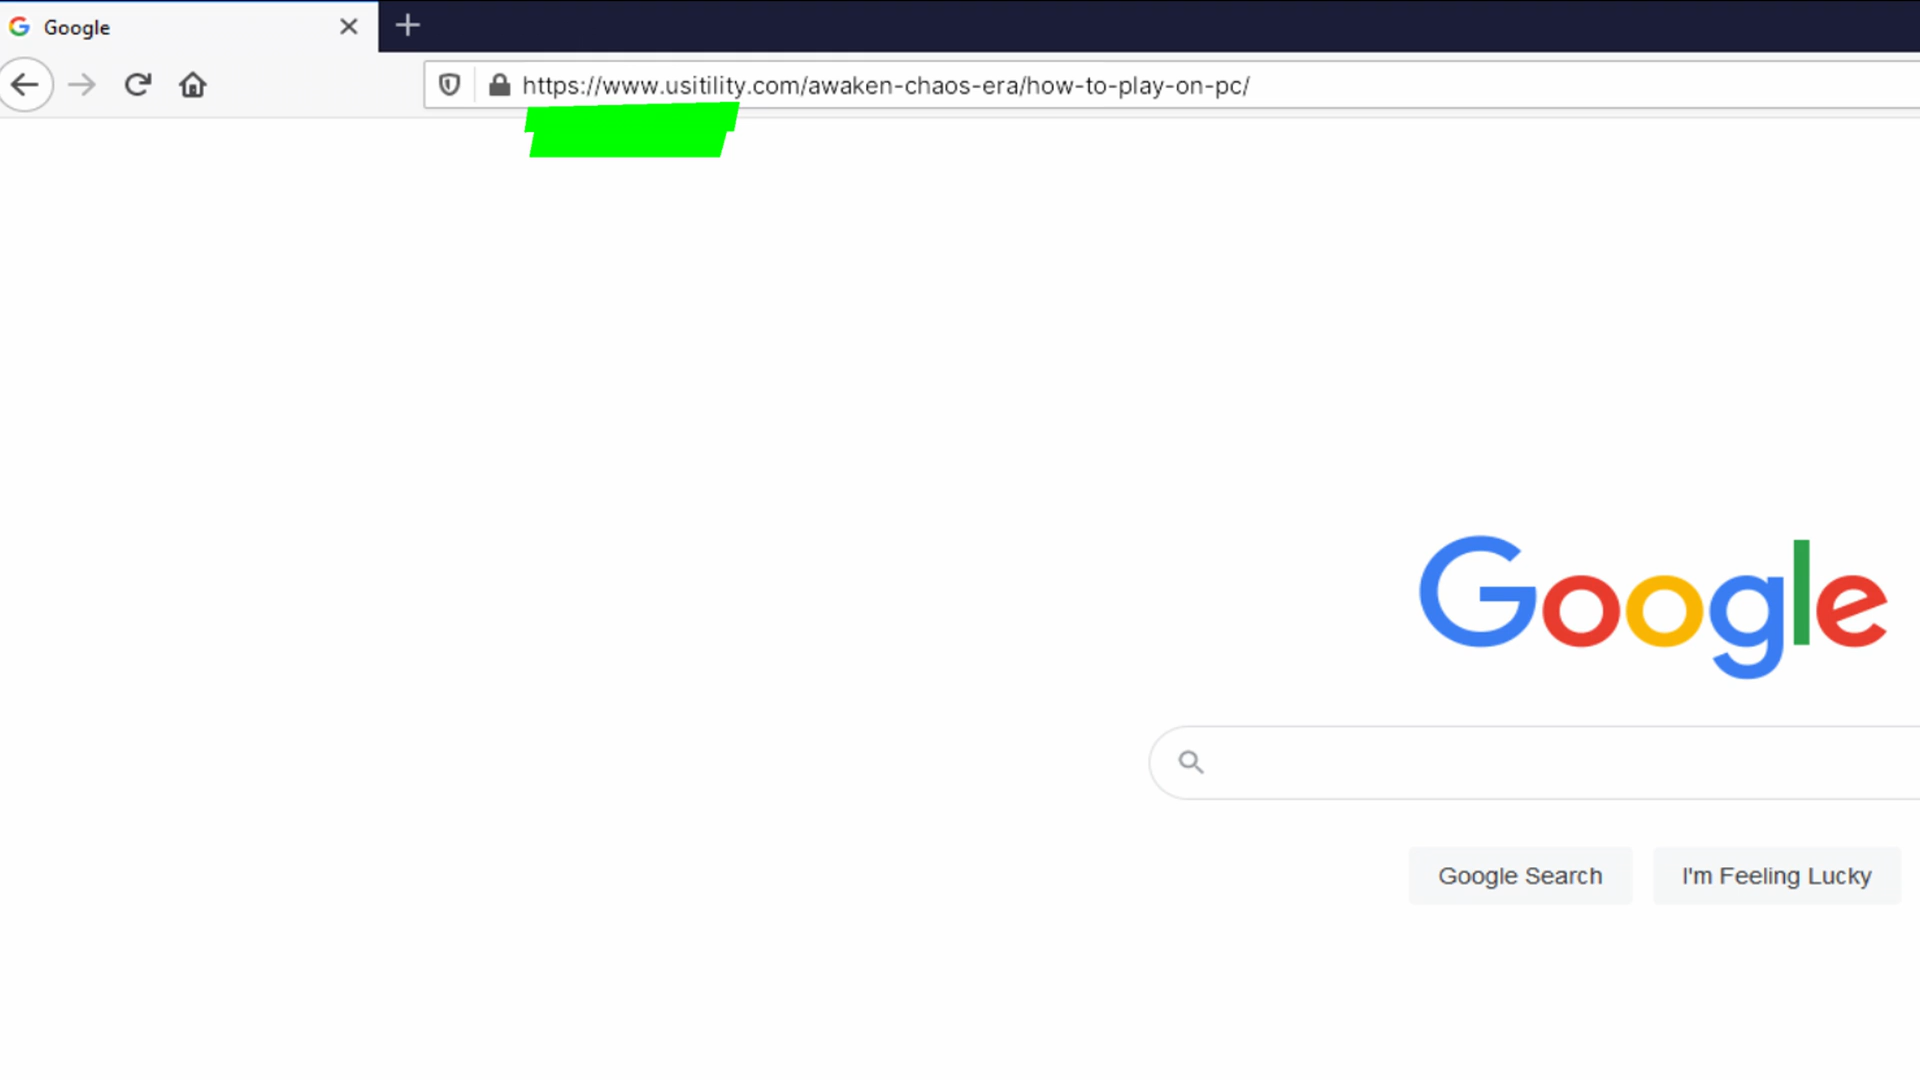 Google
https://www.usitility.com/awaken-chaos-era/how-to-play-on-pc/
Google
Google Search
I'm Feeling Lucky